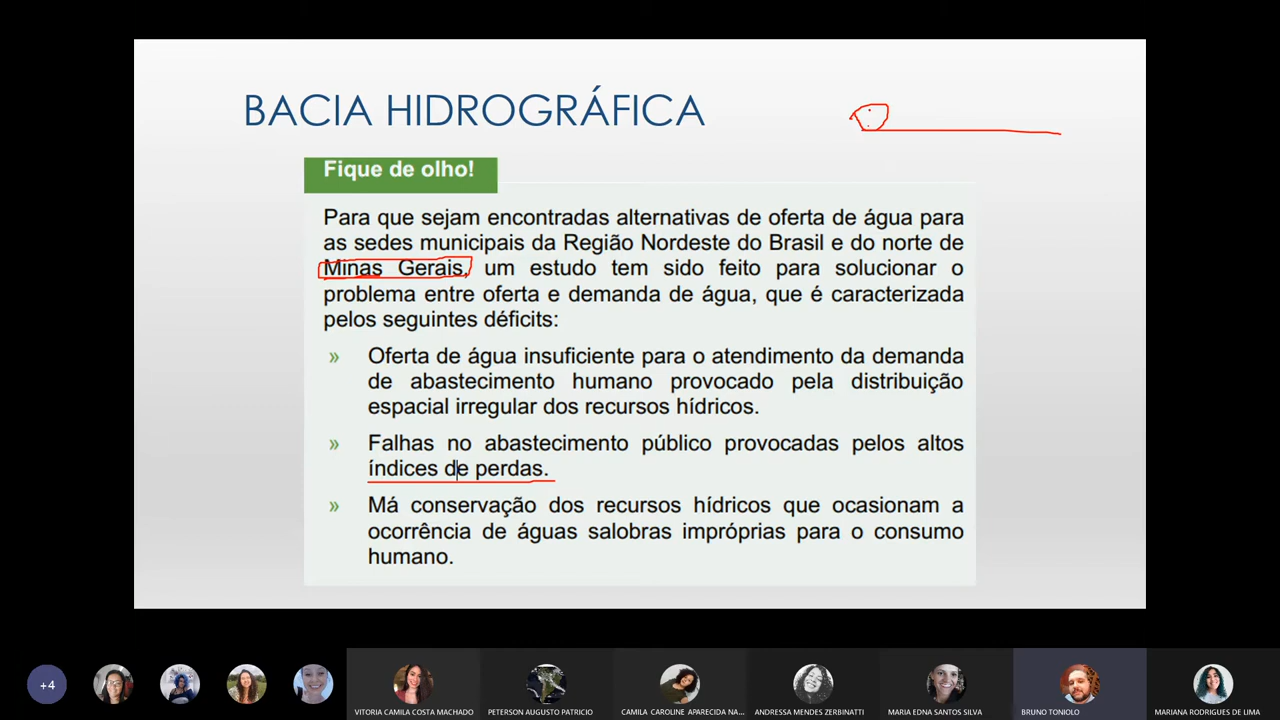 BACIA HIDROGRÁFICA
Fique de olho!
Para que sejam encontradas alternativas de oferta de água para
as sedes municipais da Região Nordeste do Brasil e do norte de
Minas Gerais, um estudo tem sido feito para solucionar o
problema entre oferta e demanda de água, que é caracterizada
pelos seguintes déficits:
» Oferta de água insuficiente para o atendimento da demanda
de abastecimento humano provocado pela distribuição
espacial irregular dos recursos hídricos.
» Falhas no abastecimento público provocadas pelos altos
índices de perdas.
» Má conservação dos recursos hídricos que ocasionam a
ocorrência de águas salobras impróprias para o consumo
humano.
+4
VITORIA CAMILA COSTA MACHADO
PETERSON AUGUSTO PATRICIO
CAMILA CAROLINE APARECIDA NA...
ANDRESSA MENDES ZERBINATTI
MARIA EDNA SANTOS SILVA
BRUNO TONIOLO
MARIANA RODRIGUES DE LIMA